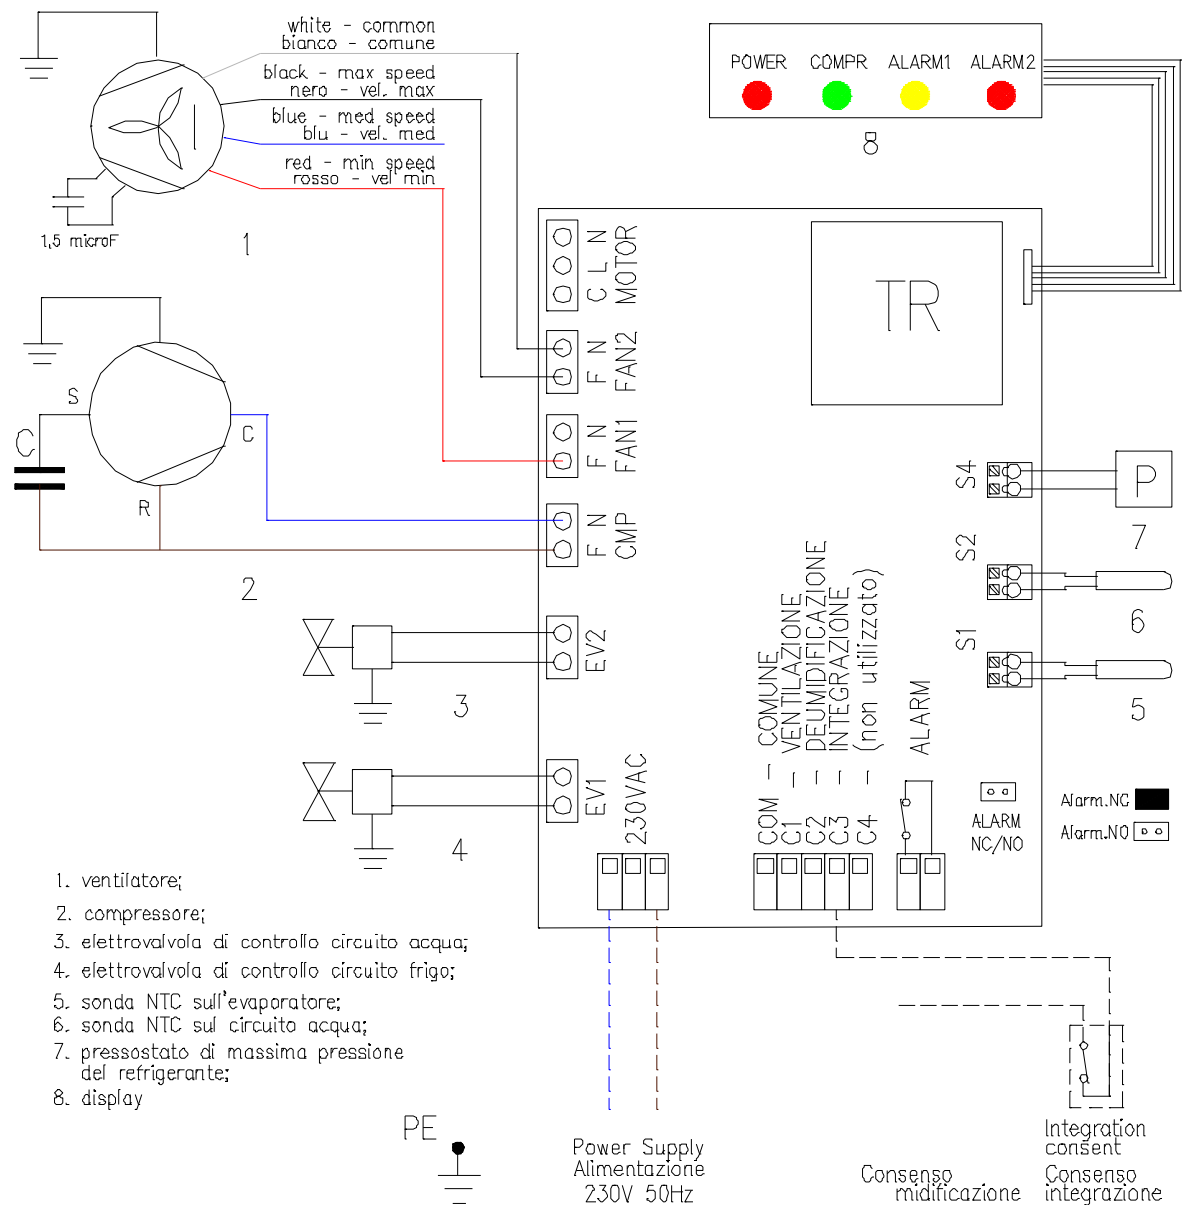 white - common
bianco - comune
black - max speed
nero - vel. max
blue - med speed
blu - vel. med
red - min speed
rosso - vel min
1,5 microF
1
POWER COMPR ALARM1 ALARM2
8
C L N
MOTOR
TR
F N
FAN2
F N
FAN1
F N
CMP
S
C
C
R
2
S4
P
7
S2
6
S1
5
EV2
3
EV1
4
230VAC
COM - COMUNE
C1 - VENTILAZIONE
C2 - DEUMIDIFICAZIONE
C3 - INTEGRAZIONE
C4 - (non utilizzato)
ALARM
ALARM
NC/NO
Alarm.NC
Alarm.NO
1. ventilatore;
2. compressore;
3. elettrovalvola di controllo circuito acqua;
4. elettrovalvola di controllo circuito frigo;
5. sonda NTC sull'evaporatore;
6. sonda NTC sul circuito acqua;
7. pressostato di massima pressione
del refrigerante;
8. display
PE
Power Supply
Alimentazione
230V 50Hz
Integration
consent
Consenso
midificazione
Consenso
integrazione